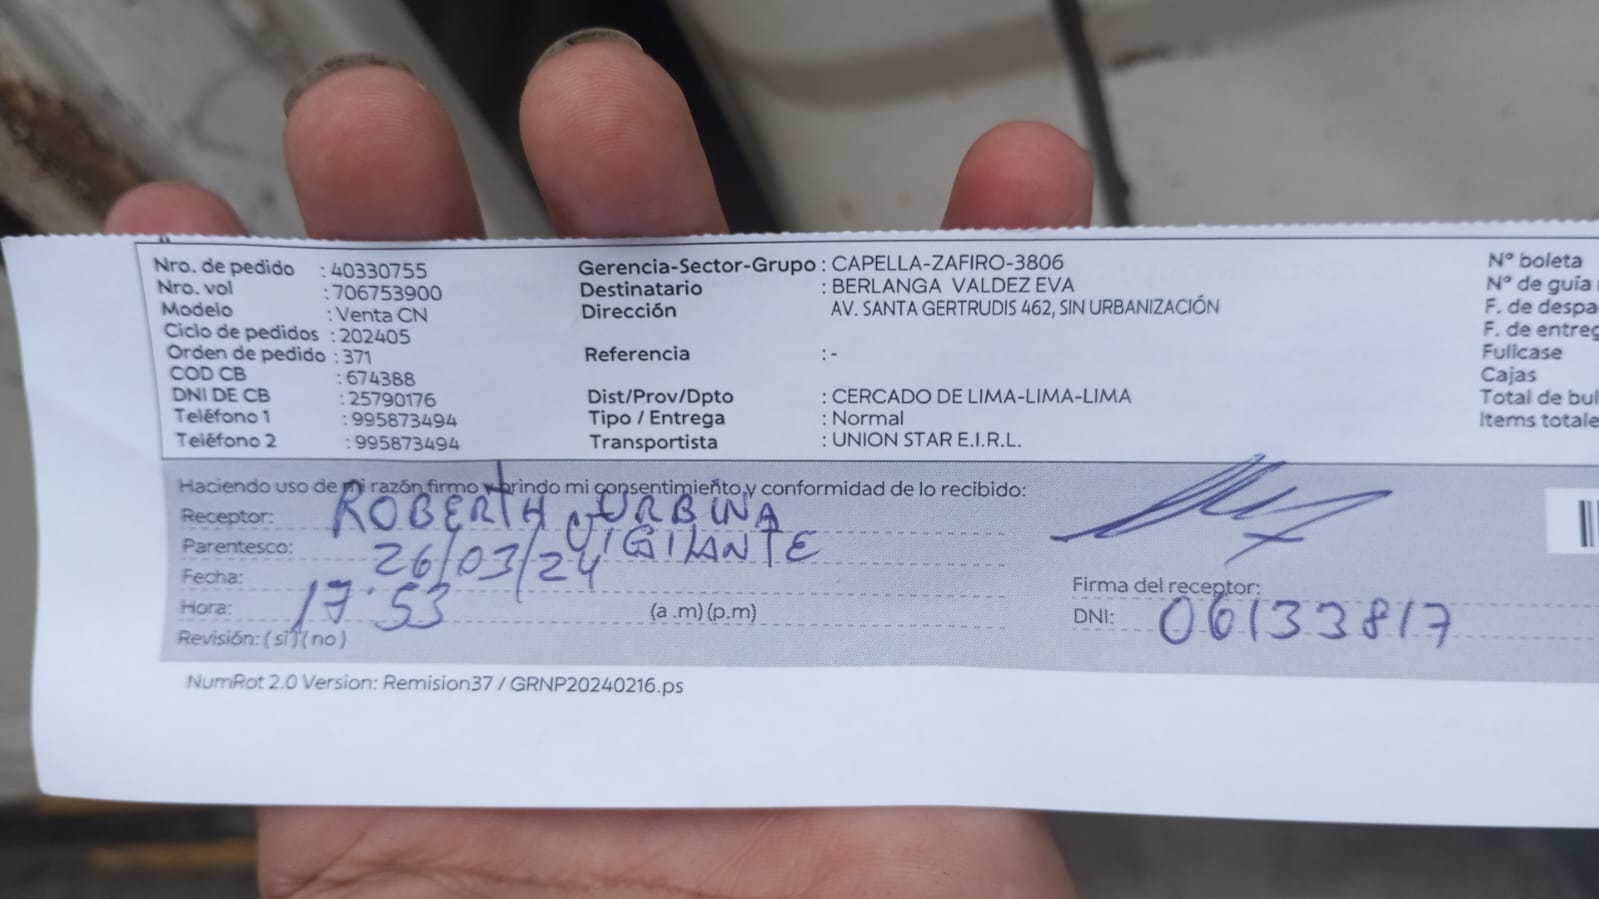 Nro. de pedido : 40330755
Nro. vol : 706753900
Modelo : Venta CN
Ciclo de pedidos : 202405
Orden de pedido : 371
COD CB : 674388
DNI DE CB : 25790176
Teléfono 1 : 995873494
Teléfono 2 : 995873494
Gerencia-Sector-Grupo : CAPELLA-ZAFIRO-3806
Destinatario : BERLANGA VALDEZ EVA
Dirección AV. SANTA GERTRUDIS 462, SIN URBANIZACIÓN
Referencia : -
Dist/Prov/Dpto : CERCADO DE LIMA-LIMA-LIMA
Tipo / Entrega : Normal
Transportista : UNION STAR E.I.R.L.
N° boleta
N° de guía
F. de despa
F. de entreg
Fullcase
Cajas
Total de bul
Items totale
Haciendo uso de mi razón firmo y brindo mi consentimiento y conformidad de lo recibido:
Receptor: ROBERTH URBINA
Parentesco: VIGILANTE
Fecha: 26/03/24
Hora: 17:53 (a .m) (p.m)
Revisión: ( si ) ( no )
Firma del receptor:
DNI: 06133817
NumRot 2.0 Version: Remision37 / GRNP20240216.ps